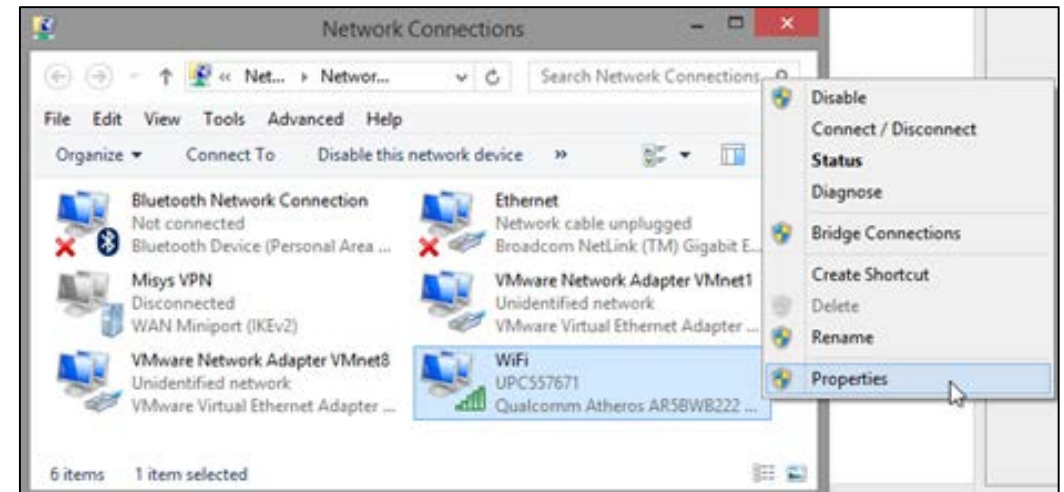 Network Connections
« Net... ▸ Networ...
Search Network Connections
File Edit View Tools Advanced Help
Organize Connect To Disable this network device »
Bluetooth Network Connection
Not connected
Bluetooth Device (Personal Area ...
Ethernet
Network cable unplugged
Broadcom NetLink (TM) Gigabit E...
Misys VPN
Disconnected
WAN Miniport (IKEv2)
VMware Network Adapter VMnet1
Unidentified network
VMware Virtual Ethernet Adapter ...
VMware Network Adapter VMnet8
Unidentified network
VMware Virtual Ethernet Adapter ...
WiFi
UPC557671
Qualcomm Atheros AR5BWB222 ...
6 items 1 item selected
Disable
Connect / Disconnect
Status
Diagnose
Bridge Connections
Create Shortcut
Delete
Rename
Properties